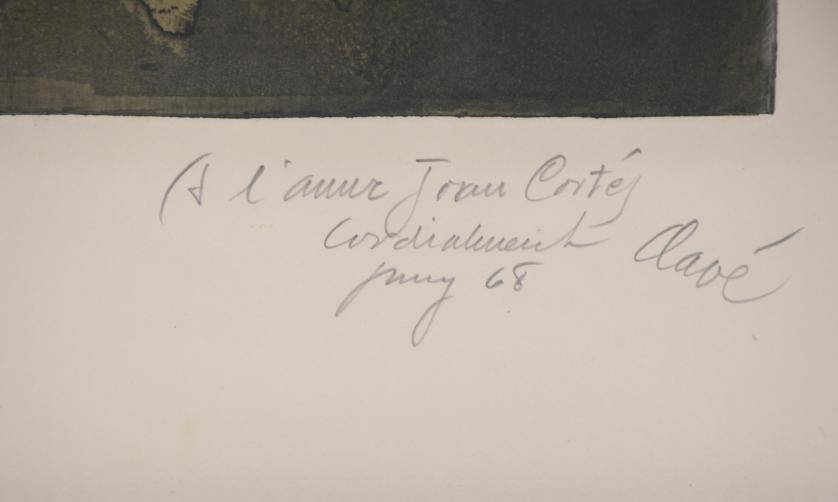 A l'amic Joan Cortés
Cordialment
juny 68
Clavé